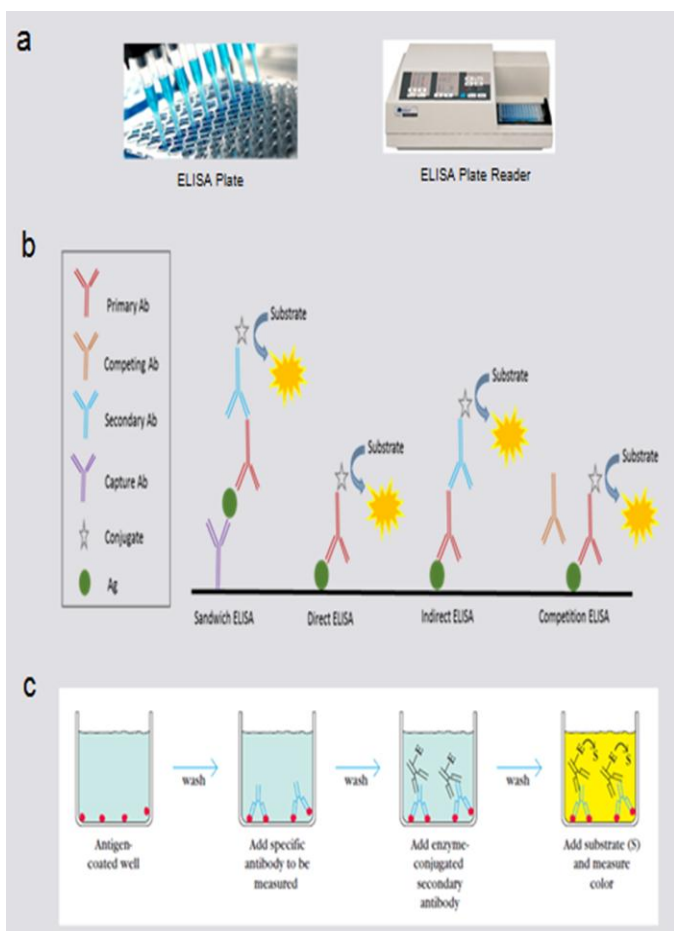 a
ELISA Plate
ELISA Plate Reader
b
Primary Ab
Competing Ab
Secondary Ab
Capture Ab
Conjugate
Ag
Substrate
Substrate
Substrate
Substrate
Sandwich ELISA
Direct ELISA
Indirect ELISA
Competition ELISA
c
wash
wash
wash
Antigen-
coated well
Add specific
antibody to be
measured
Add enzyme-
conjugated
secondary
antibody
E
E
E
S
E
S
Add substrate (S)
and measure
color